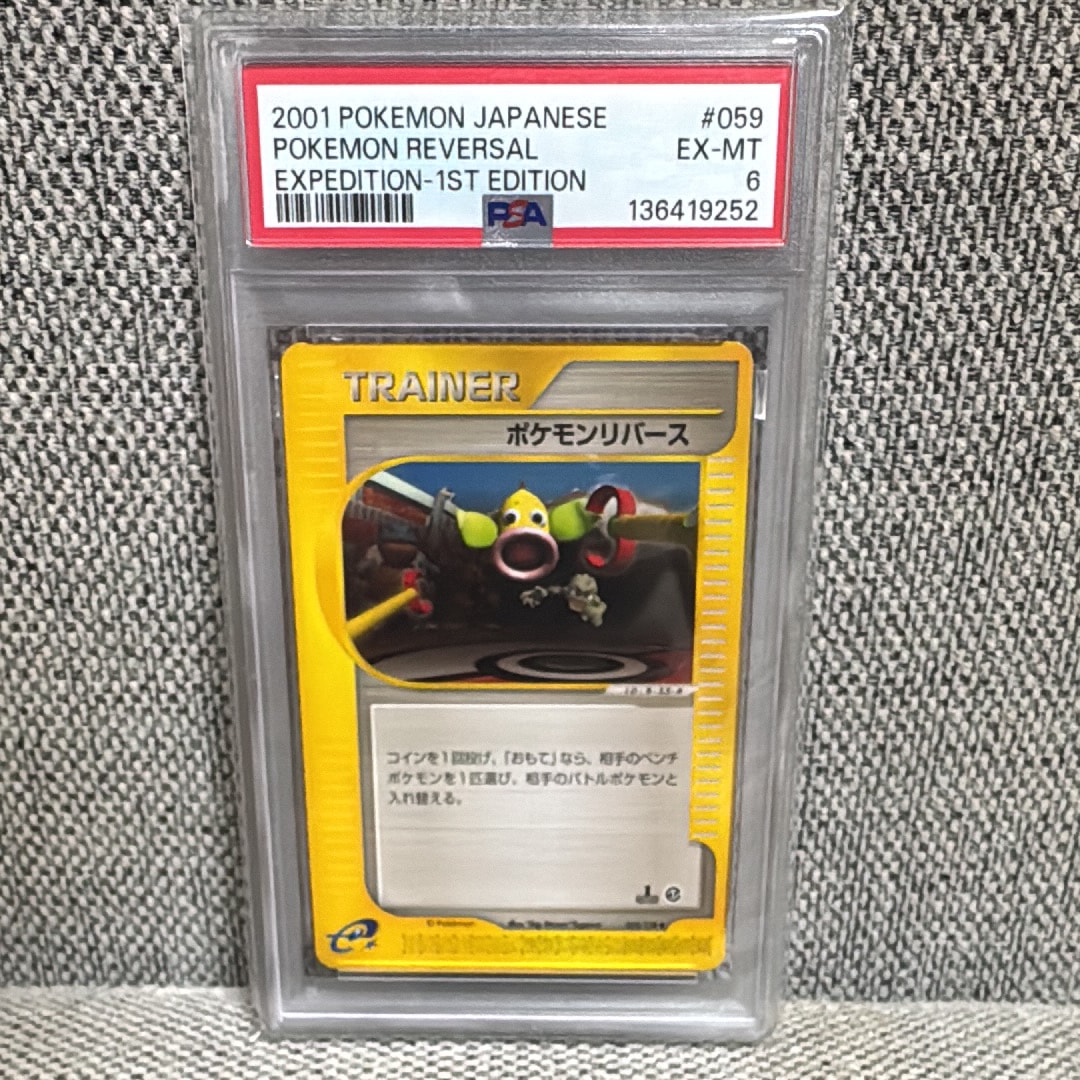 2001 POKEMON JAPANESE #059
POKEMON REVERSAL EX-MT
EXPEDITION-1ST EDITION 6
PSA 136419252
TRAINER
ポケモンリバース
コインを1回投げ、「おもて」なら、相手のベンチ
ポケモンを1匹選び、相手のバトルポケモンと
入れ替える。
1
e